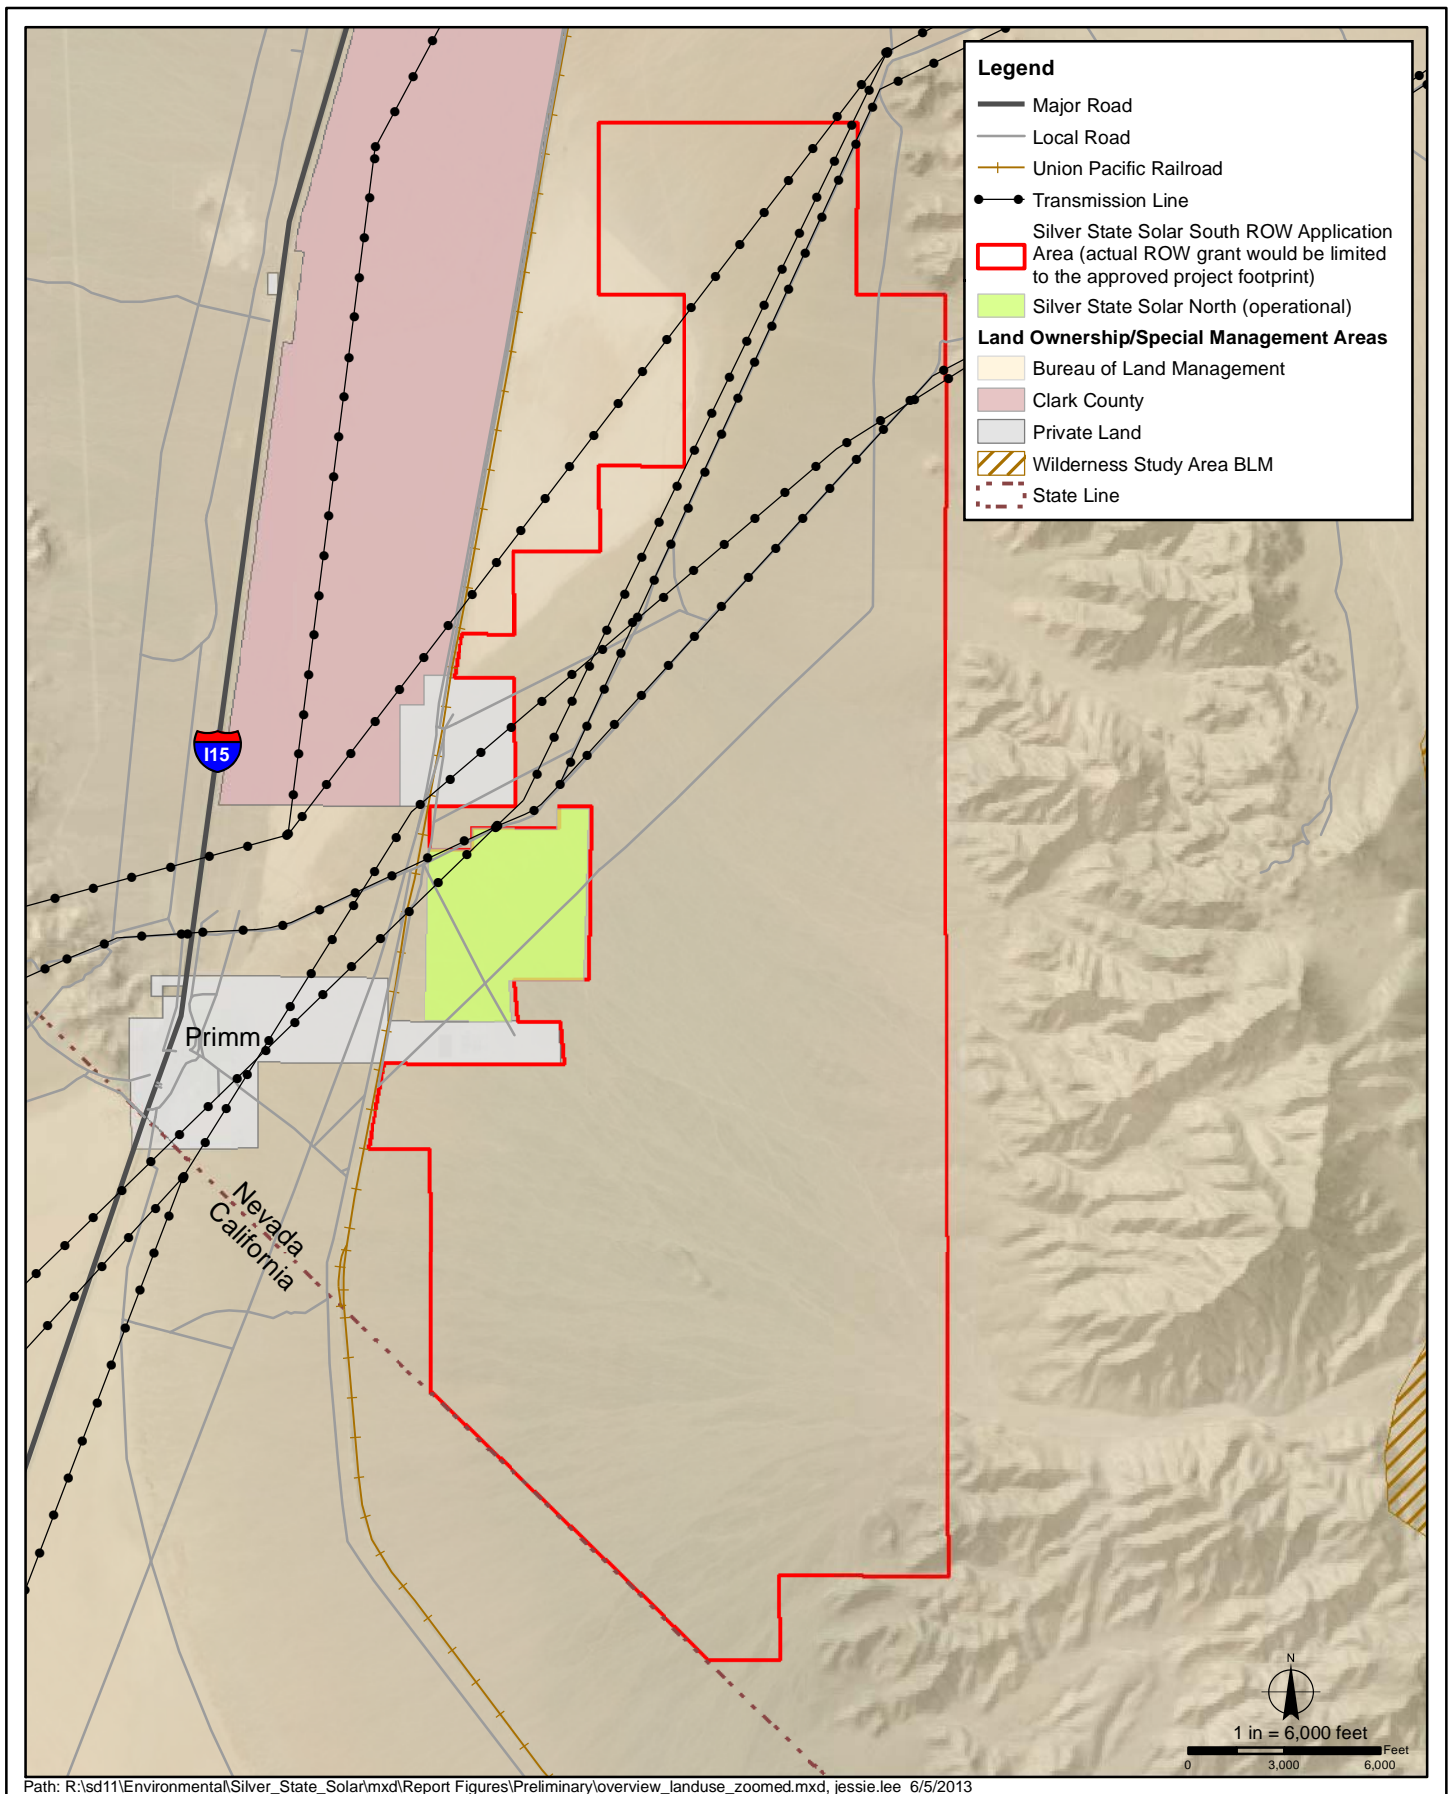 Legend
Major Road
Local Road
Union Pacific Railroad
Transmission Line
Silver State Solar South ROW Application
Area (actual ROW grant would be limited
to the approved project footprint)
Silver State Solar North (operational)
Land Ownership/Special Management Areas
Bureau of Land Management
Clark County
Private Land
Wilderness Study Area BLM
State Line
I15
Primm
Nevada
California
N
1 in = 6,000 feet
Feet
0 3,000 6,000
Path: R:\sd11\Environmental\Silver_State_Solar\mxd\Report Figures\Preliminary\overview_landuse_zoomed.mxd, jessie.lee 6/5/2013